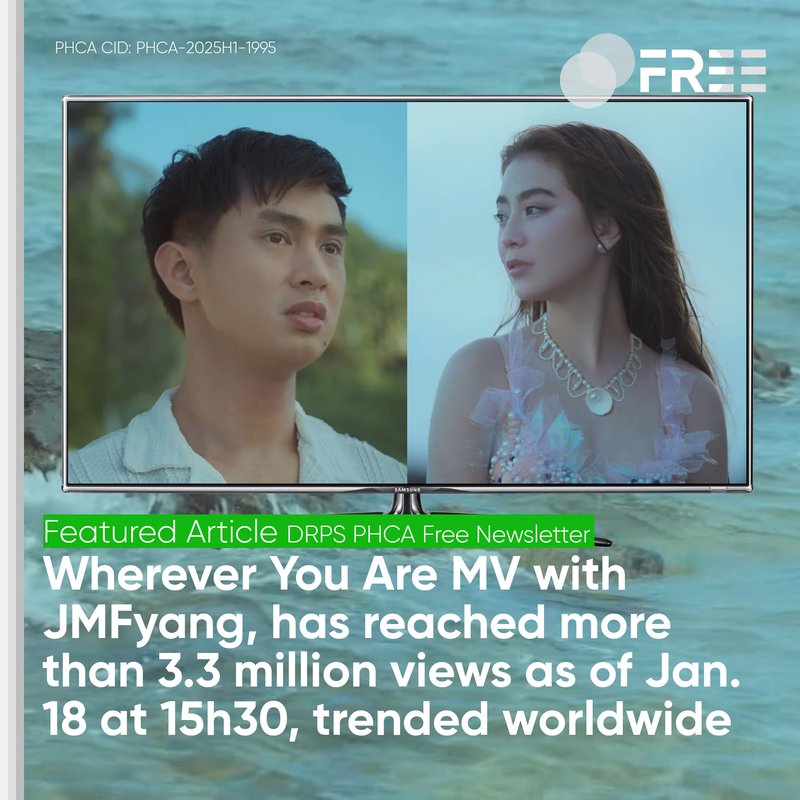 PHCA CID: PHCA-2025H1-1995
FREE
SAMSUNG
Featured Article DRPS PHCA Free Newsletter
Wherever You Are MV with
JMFyang, has reached more
than 3.3 million views as of Jan.
18 at 15h30, trended worldwide